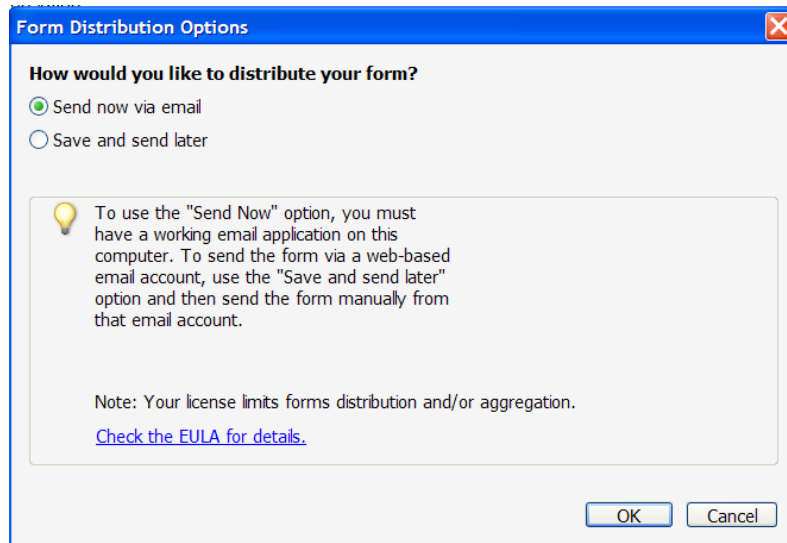 Form Distribution Options
How would you like to distribute your form?
Send now via email
Save and send later
To use the "Send Now" option, you must
have a working email application on this
computer. To send the form via a web-based
email account, use the "Save and send later"
option and then send the form manually from
that email account.
Note: Your license limits forms distribution and/or aggregation.
Check the EULA for details.
OK Cancel